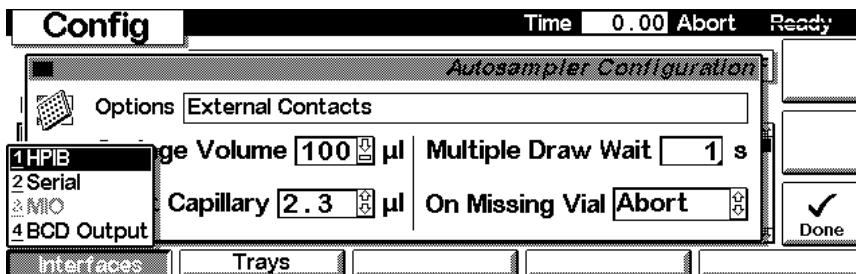 Config Time 0.00 Abort Ready
Autosampler Configuration
Options External Contacts
ge Volume 100 µl Multiple Draw Wait 1 s
1 HPIB
2 Serial
3 MIO
4 BCD Output
Capillary 2.3 µl On Missing Vial Abort
Done
Interfaces Trays